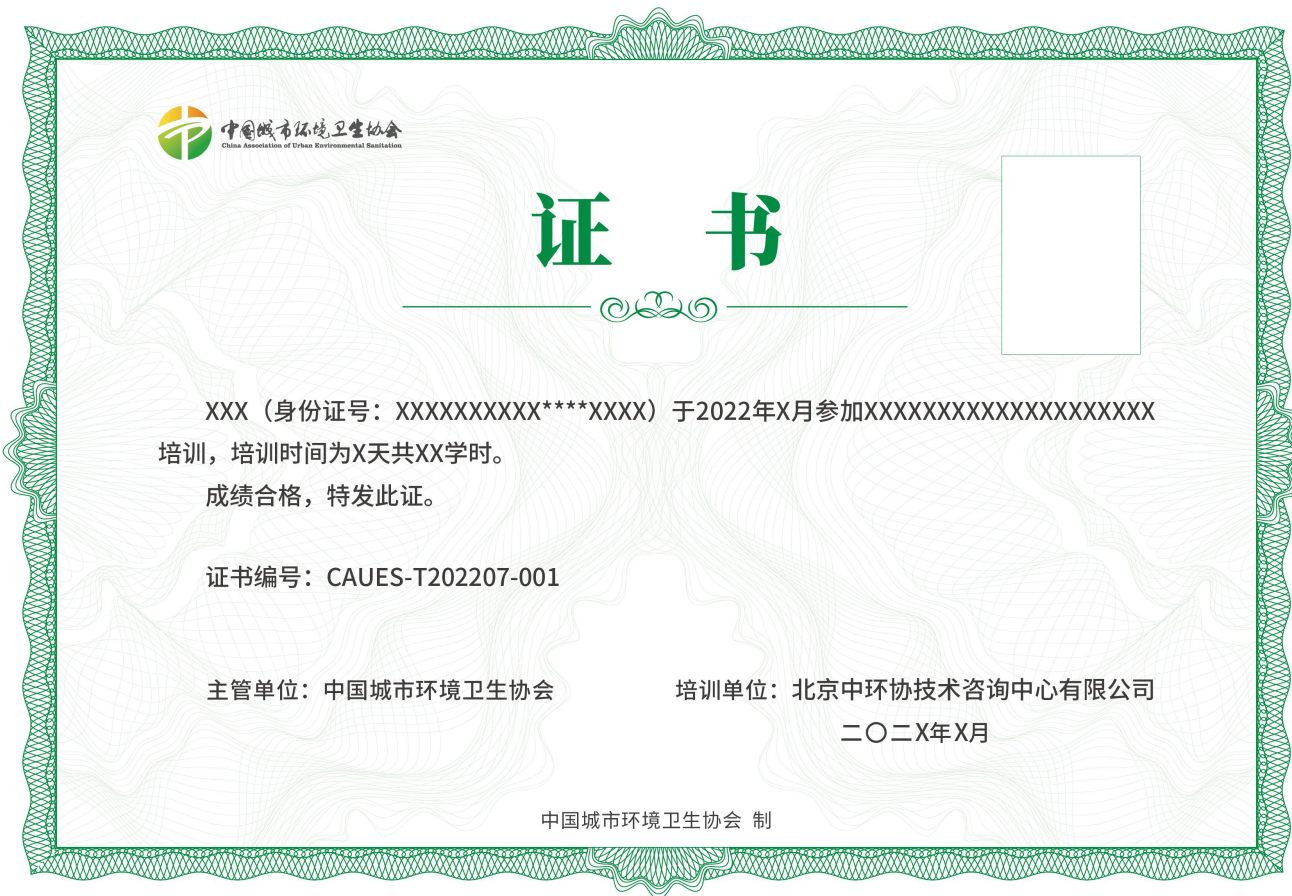 中国城市环境卫生协会
China Association of Urban Environmental Sanitation
证 书
XXX（身份证号：XXXXXXXXXX****XXXX）于2022年X月参加XXXXXXXXXXXXXXXXXXXX
培训，培训时间为X天共XX学时。
成绩合格，特发此证。
证书编号：CAUES-T202207-001
主管单位：中国城市环境卫生协会
培训单位：北京中环协技术咨询中心有限公司
二〇二X年X月
中国城市环境卫生协会 制